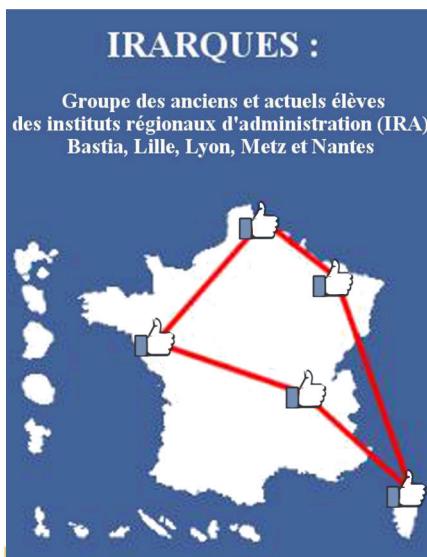 IRARQUES :
Groupe des anciens et actuels élèves
des instituts régionaux d'administration (IRA)
Bastia, Lille, Lyon, Metz et Nantes